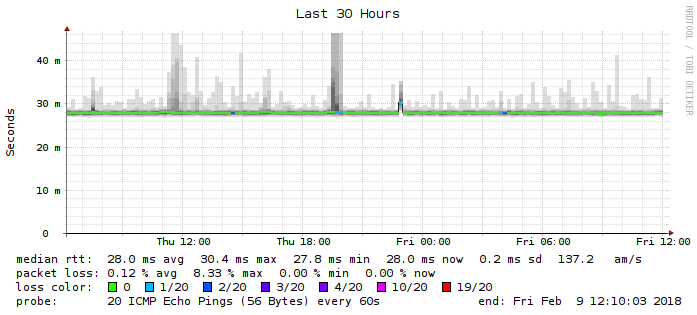 Last 30 Hours
RRDTOOL / TOBI OETIKER
Seconds
40 m
30 m
20 m
10 m
0
Thu 12:00 Thu 18:00 Fri 00:00 Fri 06:00 Fri 12:00
median rtt: 28.0 ms avg 30.4 ms max 27.8 ms min 28.0 ms now 0.2 ms sd 137.2 am/s
packet loss: 0.12 % avg 8.33 % max 0.00 % min 0.00 % now
loss color: 0 1/20 2/20 3/20 4/20 10/20 19/20
probe: 20 ICMP Echo Pings (56 Bytes) every 60s end: Fri Feb 9 12:10:03 2018